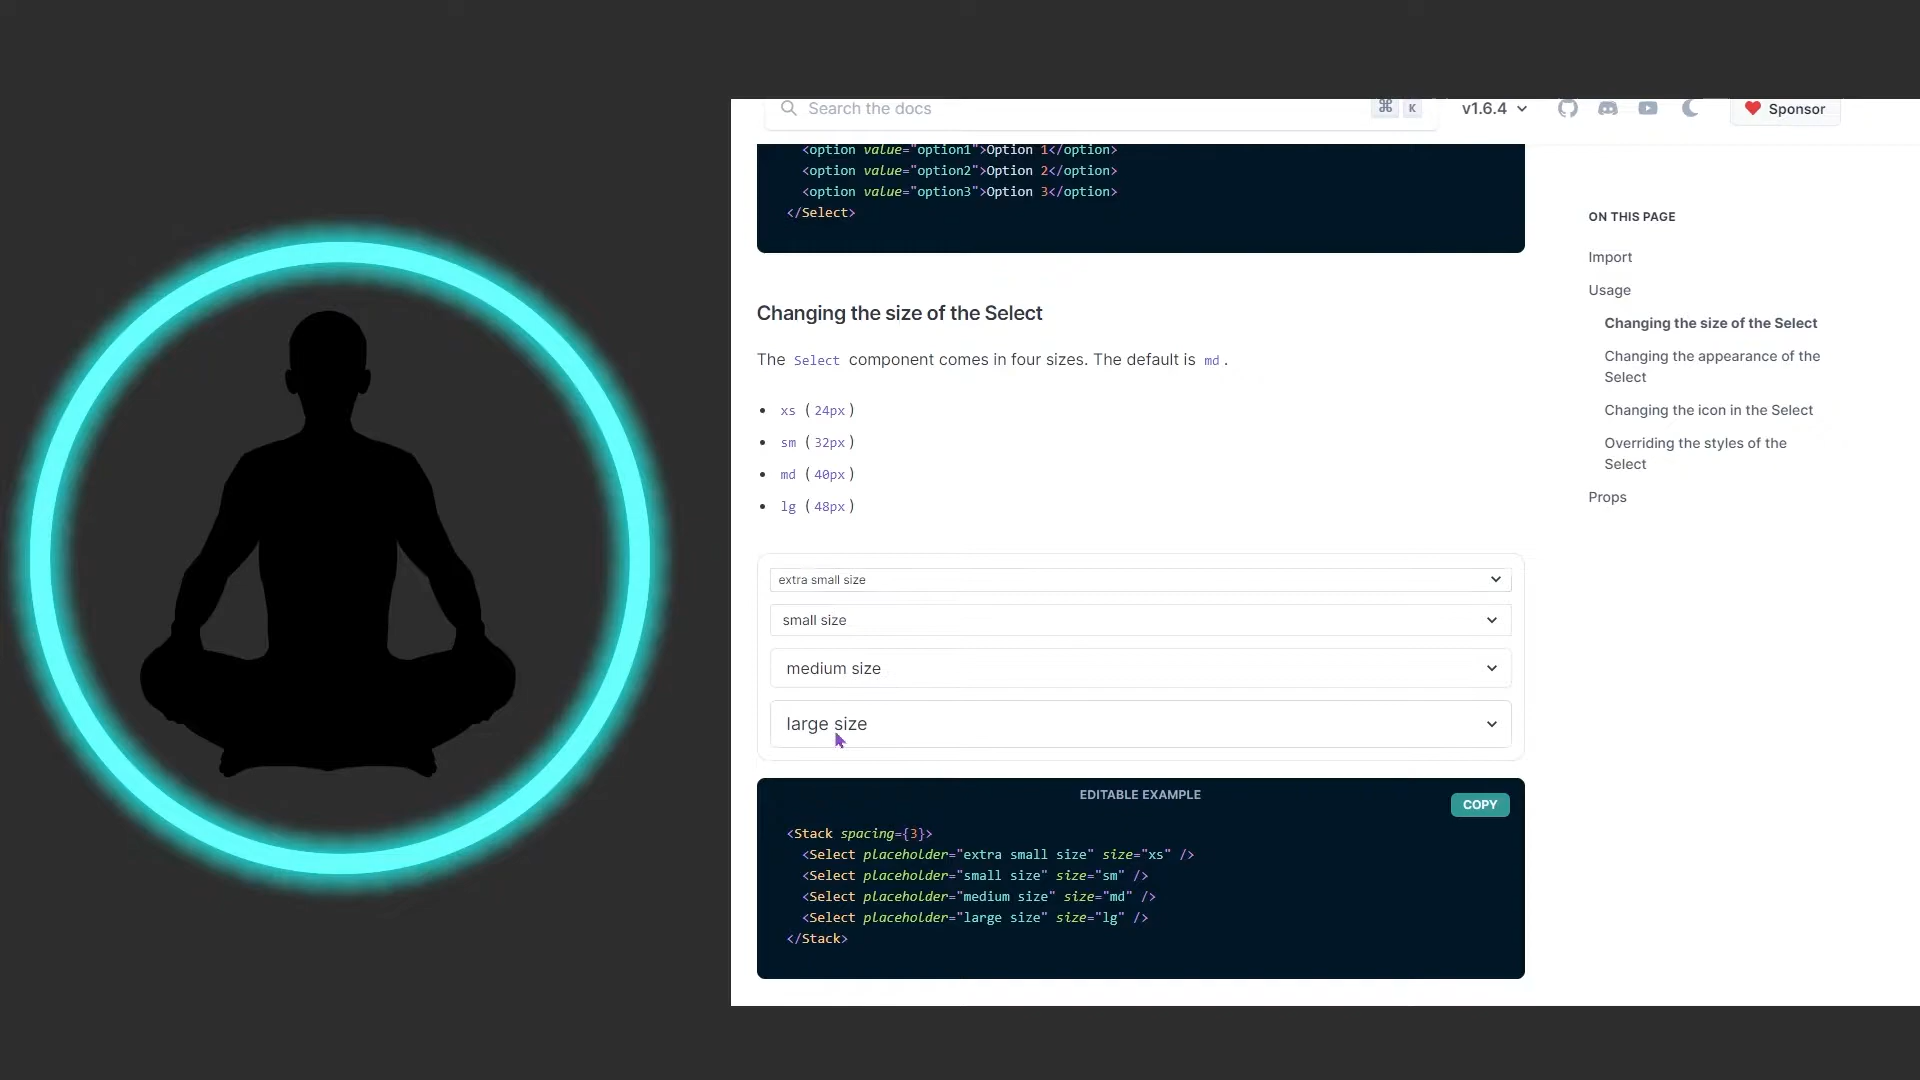 Search the docs
⌘ K
v1.6.4
Sponsor
<option value="option1">Option 1</option>
<option value="option2">Option 2</option>
<option value="option3">Option 3</option>
</Select>
Changing the size of the Select
The Select component comes in four sizes. The default is md.
• xs (24px)
• sm (32px)
• md (40px)
• lg (48px)
extra small size
small size
medium size
large size
EDITABLE EXAMPLE
COPY
<Stack spacing={3}>
<Select placeholder="extra small size" size="xs" />
<Select placeholder="small size" size="sm" />
<Select placeholder="medium size" size="md" />
<Select placeholder="large size" size="lg" />
</Stack>
ON THIS PAGE
Import
Usage
Changing the size of the Select
Changing the appearance of the
Select
Changing the icon in the Select
Overriding the styles of the
Select
Props